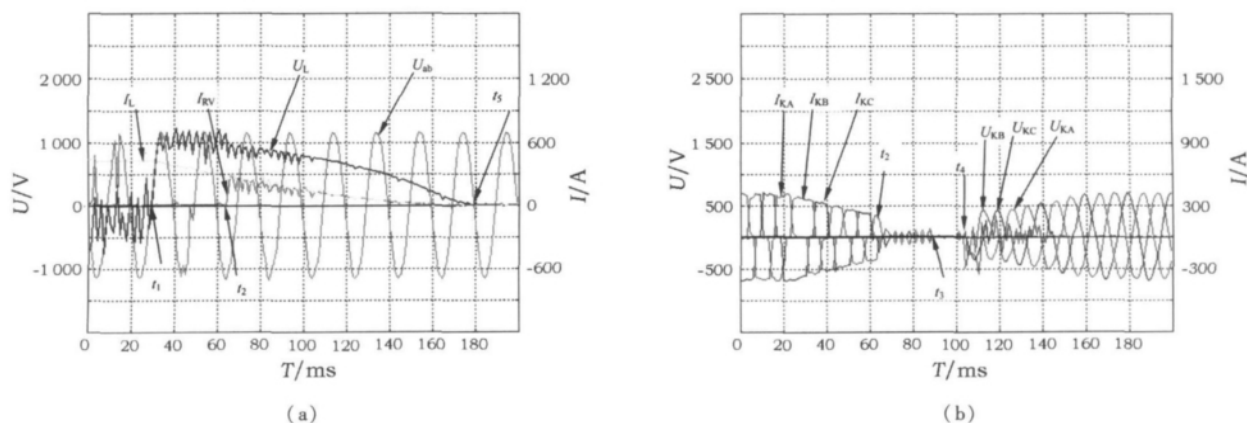 U/V
2 000
1 000
0
-1 000
I/A
1 200
600
0
-600
I_L
I_RV
U_L
U_ab
t_5
t_1
t_2
0 20 40 60 80 100 120 140 160 180
T/ms
(a)
U/V
2 500
1 500
500
-500
I/A
1 500
900
300
-300
I_KA
I_KB
I_KC
t_2
t_4
U_KB
U_KC
U_KA
t_3
0 20 40 60 80 100 120 140 160 180
T/ms
(b)